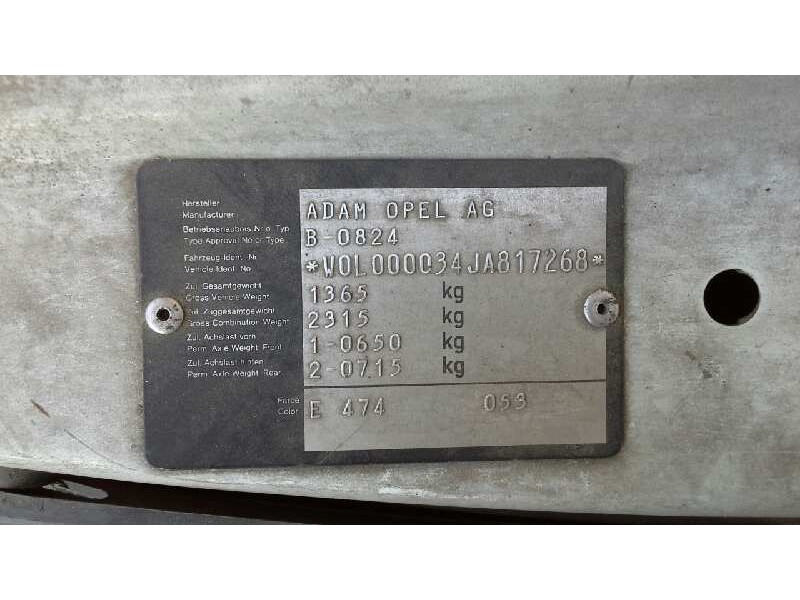 Hersteller
Manufacturer ADAM OPEL AG
Betriebserlaubnis Nr. o. Typ
Type Approval No or Type B-0824
Fahrzeug-Ident. Nr.
Vehicle Ident. No. *W0L000034JA817268*
Zul. Gesamtgewicht
Gross Vehicle Weight 1365 kg
Zul. Zuggesamtgewicht
Gross Combination Weight 2315 kg
Zul. Achslast vorn
Perm. Axle Weight Front 1-0650 kg
Zul. Achslast hinten
Perm. Axle Weight Rear 2-0715 kg
Farbe
Color E 474 053